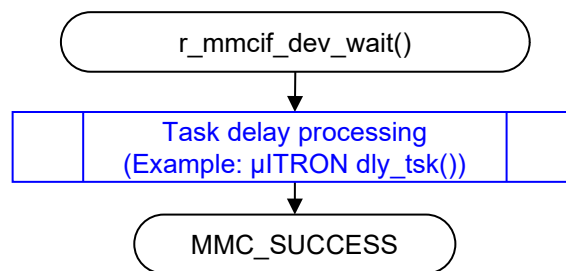 r_mmcif_dev_wait()
Task delay processing
(Example: µITRON dly_tsk())
MMC_SUCCESS